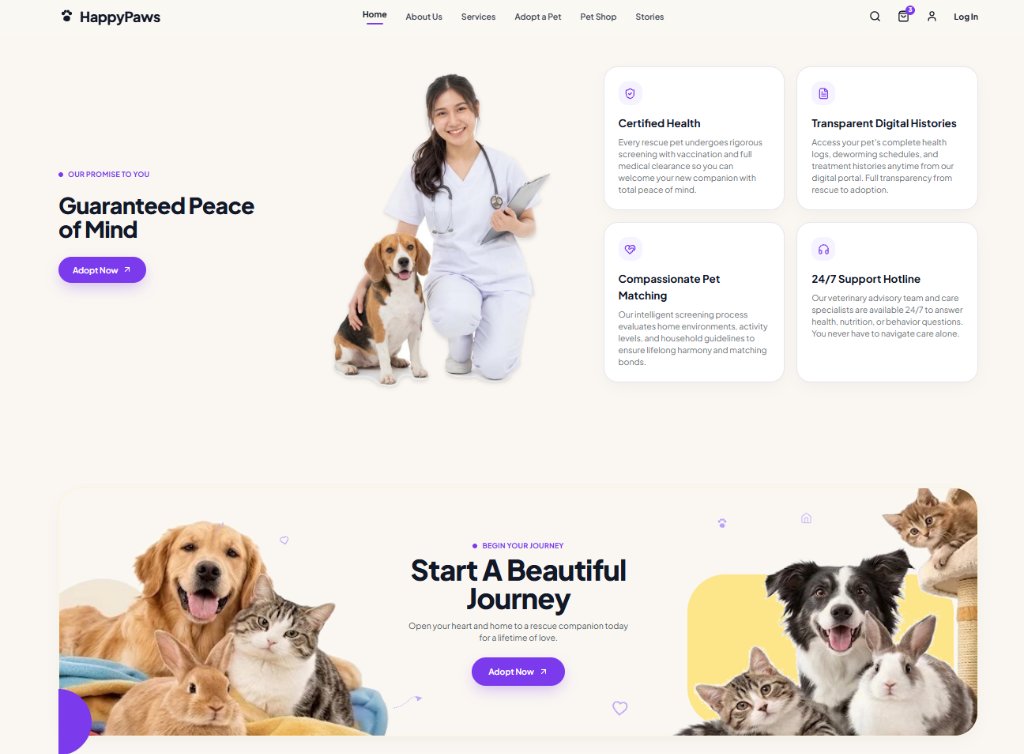 HappyPaws
Home
About Us
Services
Adopt a Pet
Pet Shop
Stories
3
Log In
OUR PROMISE TO YOU
Guaranteed Peace
of Mind
Adopt Now
Certified Health
Every rescue pet undergoes rigorous
screening with vaccination and full
medical clearance so you can
welcome your new companion with
total peace of mind.
Transparent Digital Histories
Access your pet's complete health
logs, deworming schedules, and
treatment histories anytime from our
digital portal. Full transparency from
rescue to adoption.
Compassionate Pet
Matching
Our intelligent screening process
evaluates home environments, activity
levels, and household guidelines to
ensure lifelong harmony and matching
bonds.
24/7 Support Hotline
Our veterinary advisory team and care
specialists are available 24/7 to answer
health, nutrition, or behavior questions.
You never have to navigate care alone.
BEGIN YOUR JOURNEY
Start A Beautiful
Journey
Open your heart and home to a rescue companion today
for a lifetime of love.
Adopt Now